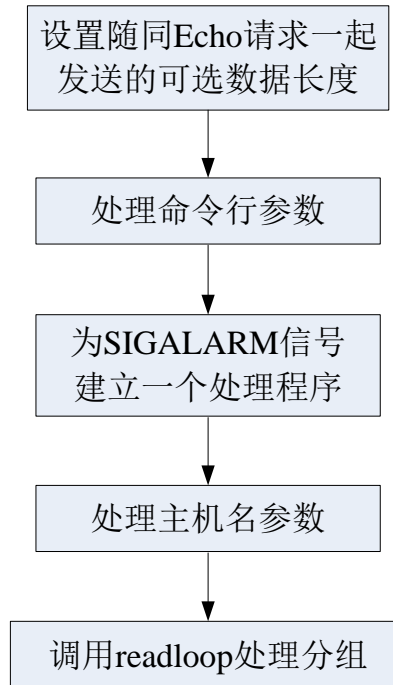 设置随同Echo请求一起
发送的可选数据长度
处理命令行参数
为SIGALARM信号
建立一个处理程序
处理主机名参数
调用readloop处理分组